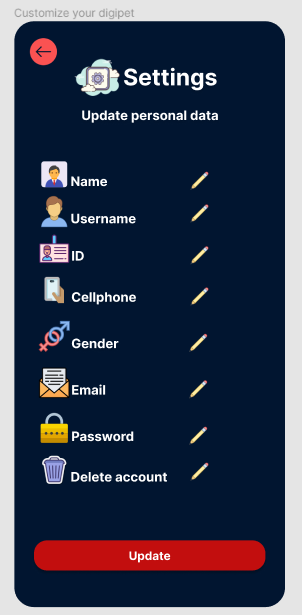 Customize your digipet
Settings
Update personal data
Name
Username
ID
Cellphone
Gender
Email
Password
Delete account
Update